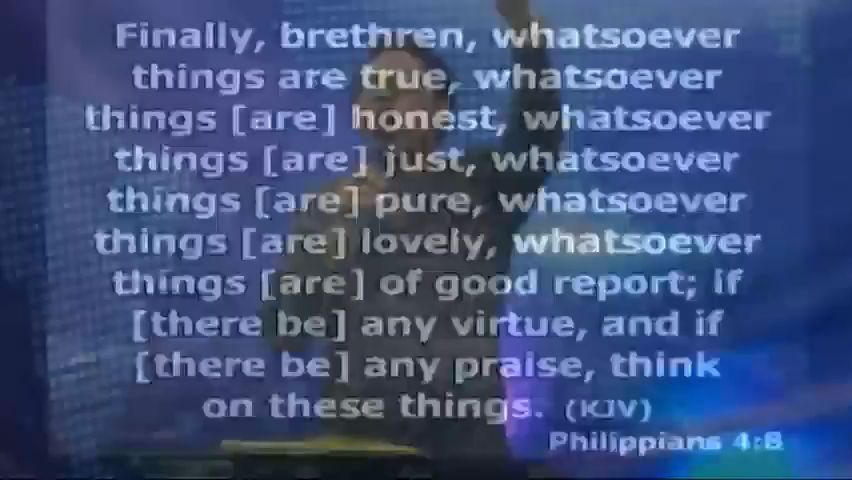 Finally, brethren, whatsoever
things are true, whatsoever
things [are] honest, whatsoever
things [are] just, whatsoever
things [are] pure, whatsoever
things [are] lovely, whatsoever
things [are] of good report; if
[there be] any virtue, and if
[there be] any praise, think
on these things. (KJV)
Philippians 4:8